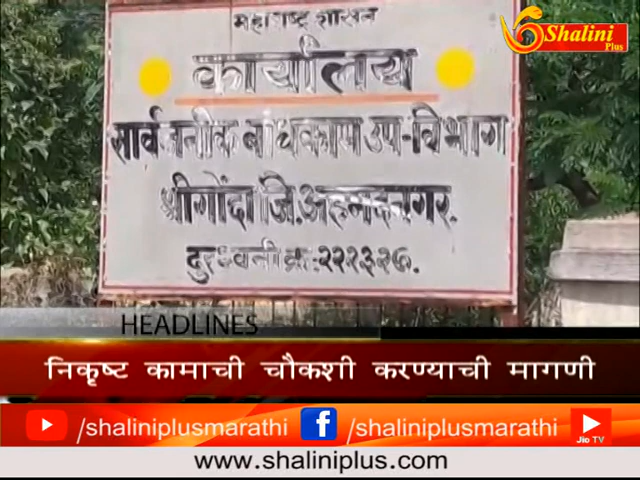 महाराष्ट्र शासन
Shalini
Plus
कार्यालय
सार्वजनीक बांधकाम उप-विभाग
श्रीगोंदा जि.अहमदनगर.
दुरध्वनी क्र:२२२३२७.
HEADLINES
निकृष्ट कामाची चौकशी करण्याची मागणी
/shaliniplusmarathi
/shaliniplusmarathi
Jio TV
www.shaliniplus.com